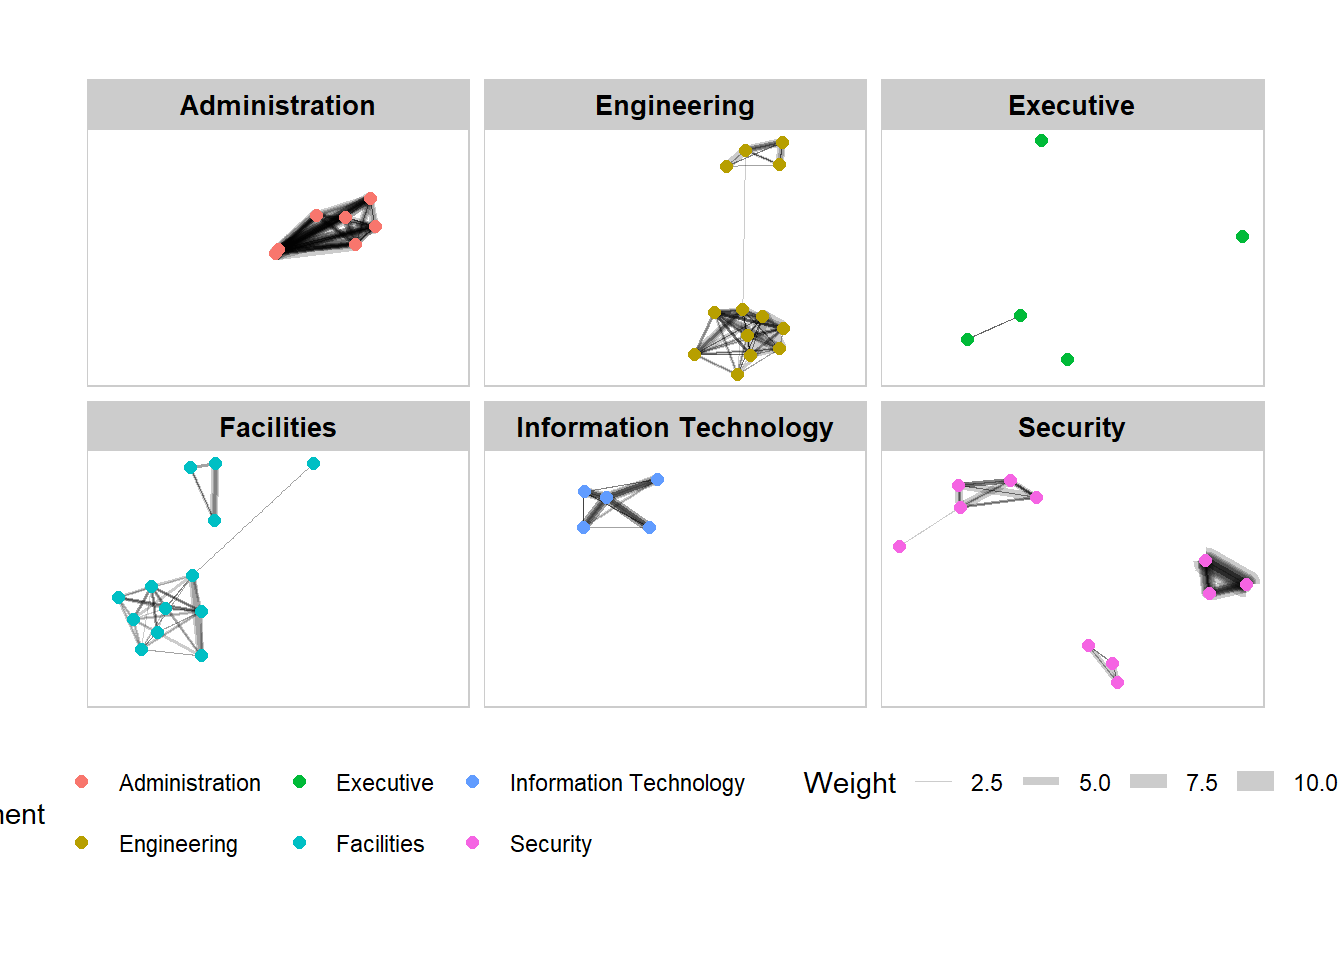 Administration
Engineering
Executive
Facilities
Information Technology
Security
Administration
Executive
Information Technology
Weight
2.5
5.0
7.5
10.0
Engineering
Facilities
Security